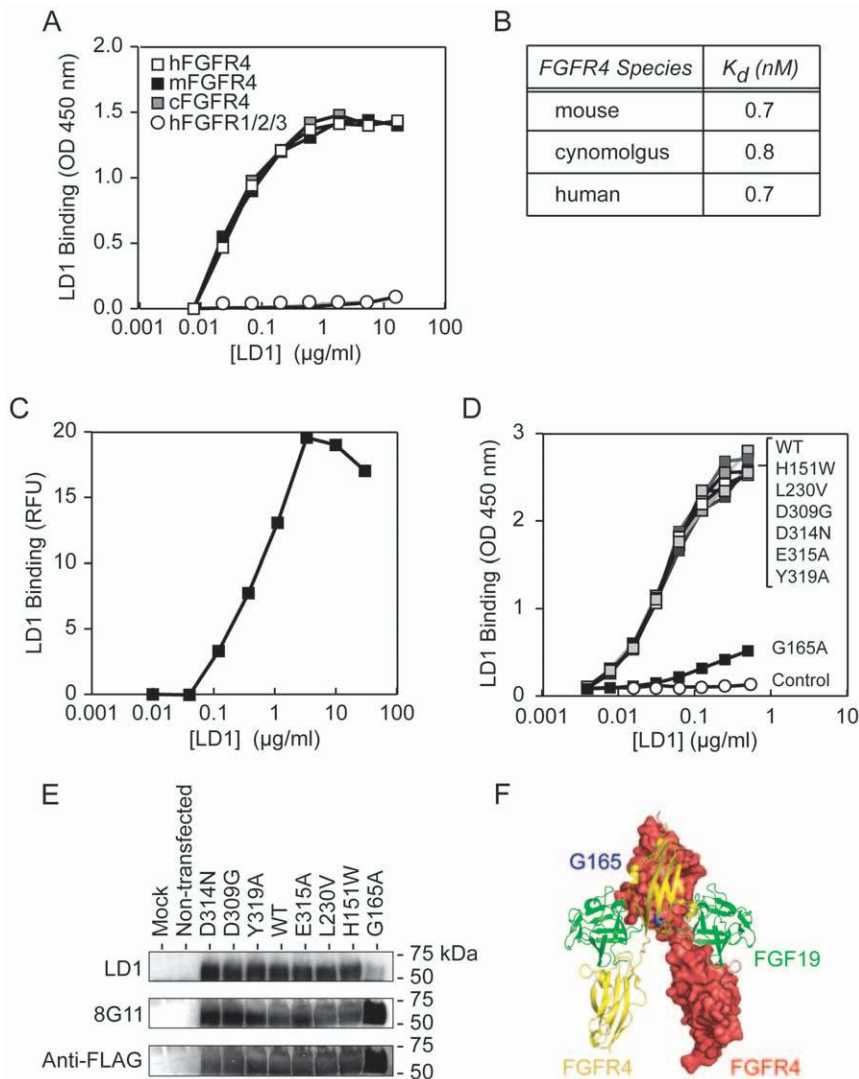 A
hFGFR4
mFGFR4
cFGFR4
hFGFR1/2/3
LD1 Binding (OD 450 nm)
2.0
1.5
1.0
0.5
0.0
0.001 0.01 0.1 1 10 100
[LD1] (µg/ml)
B
FGFR4 Species Kd (nM)
mouse 0.7
cynomolgus 0.8
human 0.7
C
LD1 Binding (RFU)
20
15
10
5
0
0.001 0.01 0.1 1 10 100
[LD1] (µg/ml)
D
LD1 Binding (OD 450 nm)
3
2
1
0
0.001 0.01 0.1 1 10
[LD1] (µg/ml)
WT
H151W
L230V
D309G
D314N
E315A
Y319A
G165A
Control
E
Mock
Non-transfected
D314N
D309G
Y319A
WT
E315A
L230V
H151W
G165A
LD1
- 75 kDa
- 50
8G11
- 75
- 50
Anti-FLAG
- 75
- 50
F
G165
FGF19
FGFR4
FGFR4